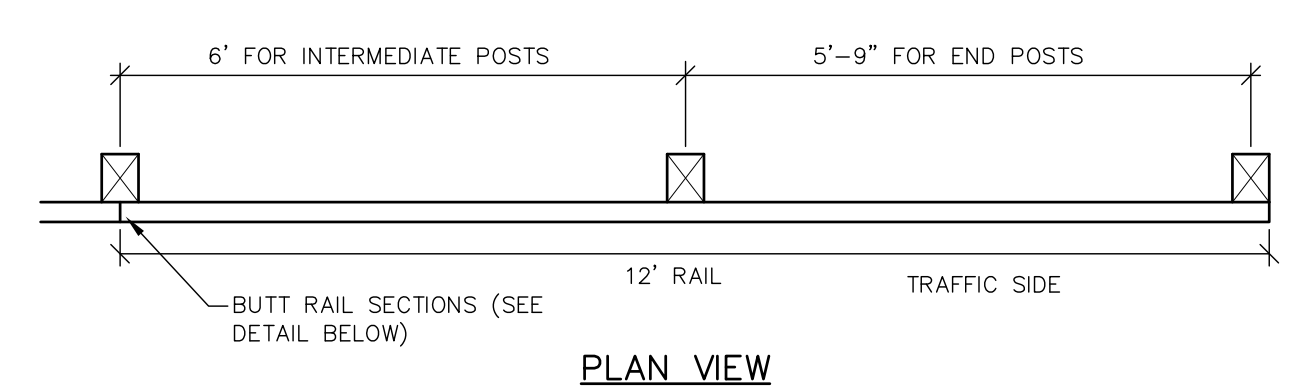 6' FOR INTERMEDIATE POSTS
5'-9" FOR END POSTS
12' RAIL
TRAFFIC SIDE
BUTT RAIL SECTIONS (SEE
DETAIL BELOW)
PLAN VIEW